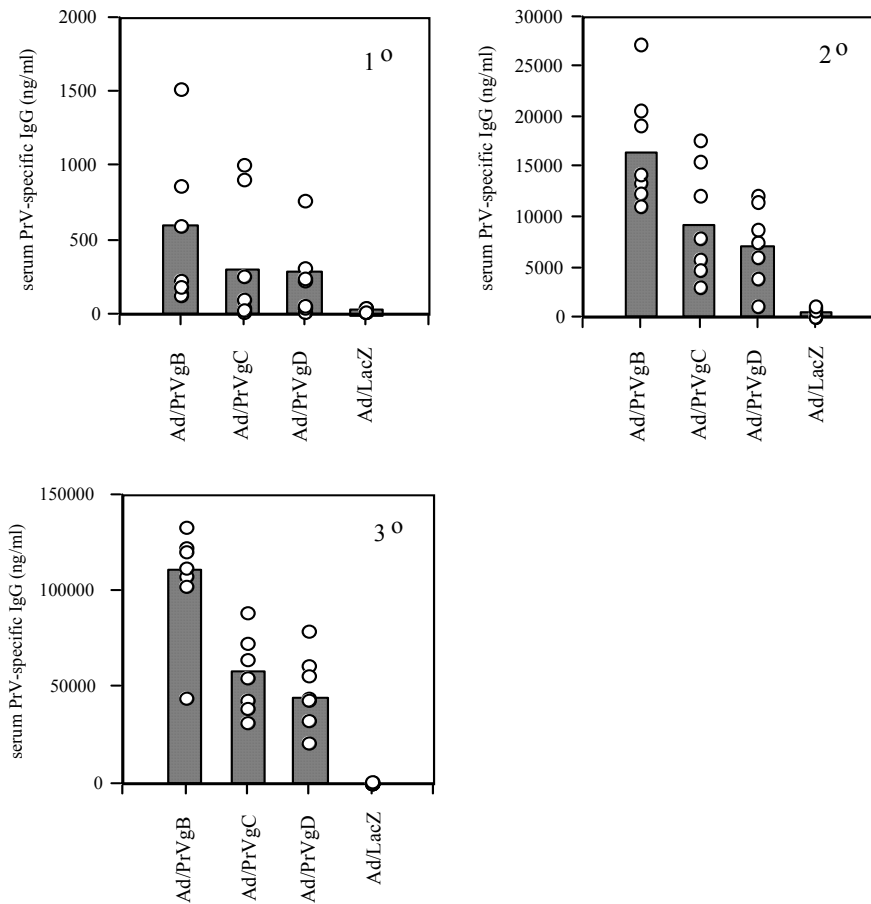 serum PrV-specific IgG (ng/ml)
2000
1500
1000
500
0
1 o
Ad/PrVgB
Ad/PrVgC
Ad/PrVgD
Ad/LacZ
serum PrV-specific IgG (ng/ml)
30000
25000
20000
15000
10000
5000
0
2 o
Ad/PrVgB
Ad/PrVgC
Ad/PrVgD
Ad/LacZ
serum PrV-specific IgG (ng/ml)
150000
100000
50000
0
3 o
Ad/PrVgB
Ad/PrVgC
Ad/PrVgD
Ad/LacZ